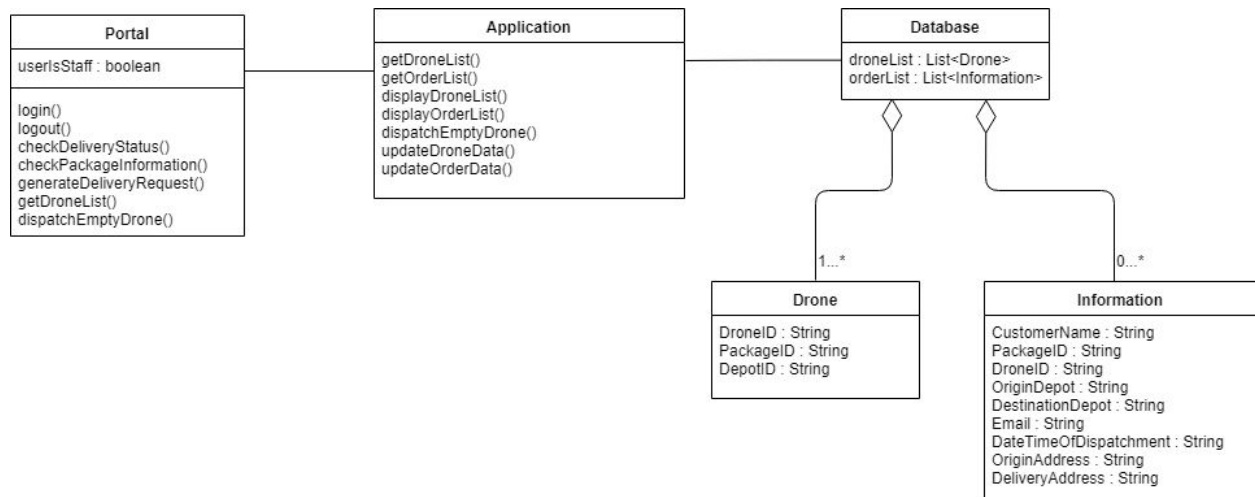 Portal
userIsStaff : boolean
login()
logout()
checkDeliveryStatus()
checkPackageInformation()
generateDeliveryRequest()
getDroneList()
dispatchEmptyDrone()
Application
getDroneList()
getOrderList()
displayDroneList()
displayOrderList()
dispatchEmptyDrone()
updateDroneData()
updateOrderData()
Database
droneList : List<Drone>
orderList : List<Information>
1...*
0...*
Drone
DroneID : String
PackageID : String
DepotID : String
Information
CustomerName : String
PackageID : String
DroneID : String
OriginDepot : String
DestinationDepot : String
Email : String
DateTimeOfDispatchment : String
OriginAddress : String
DeliveryAddress : String